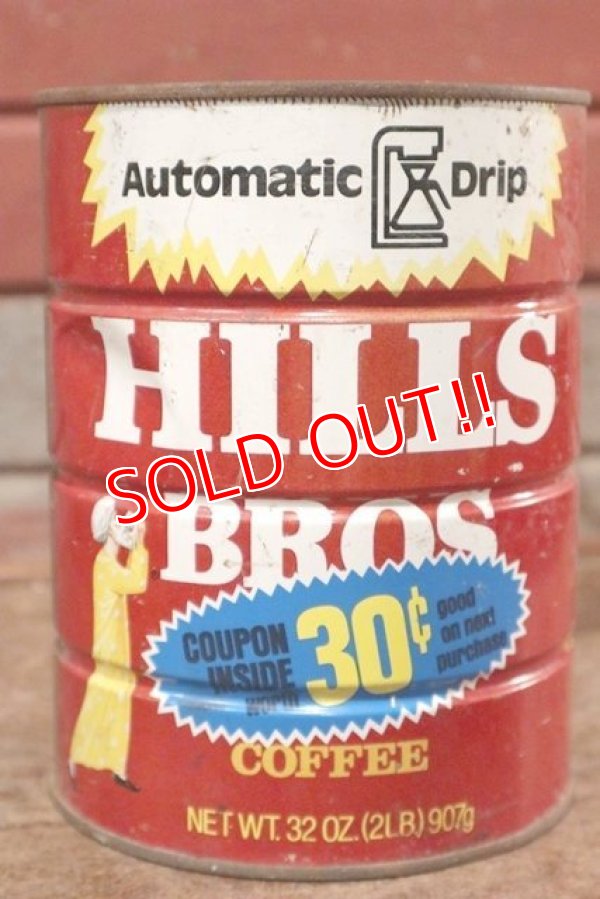 Automatic Drip
HILLS
SOLD OUT!!
BROS
COUPON INSIDE worth
30¢
good on next purchase
COFFEE
NET WT. 32 OZ. (2LB.) 907g